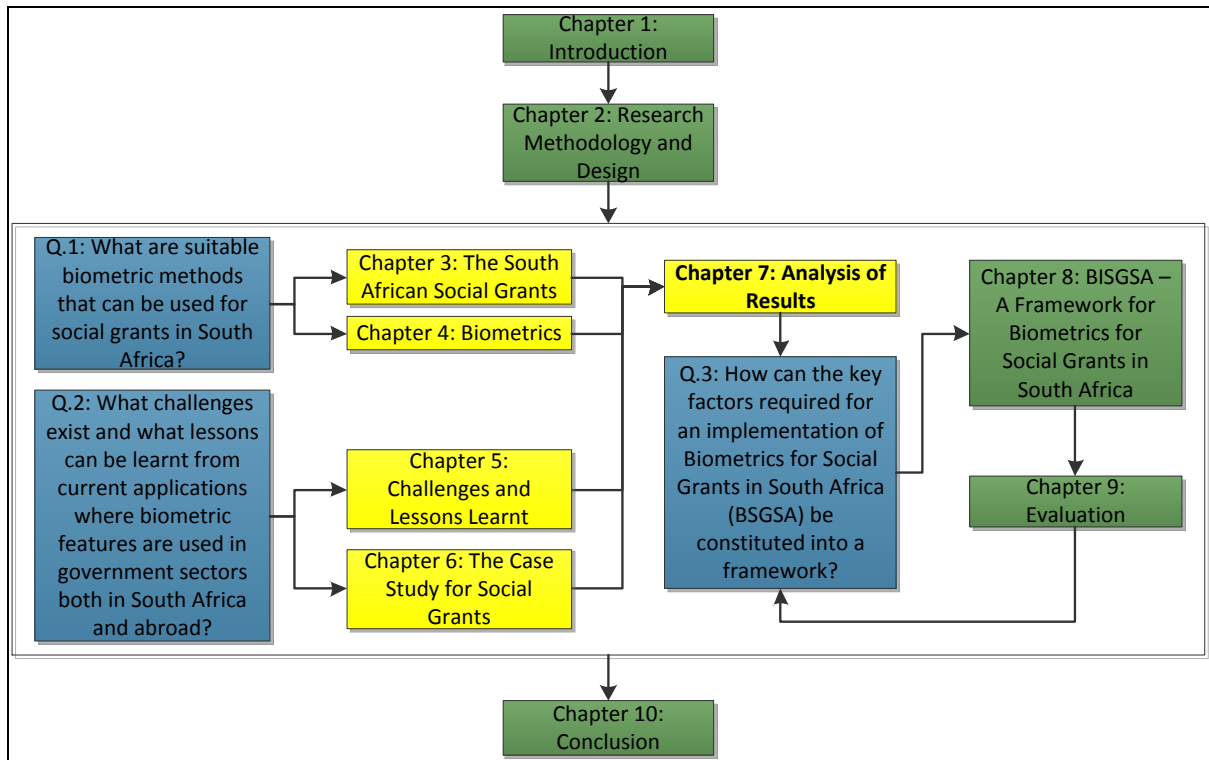 Chapter 1:
Introduction
Chapter 2: Research
Methodology and
Design
Q.1: What are suitable
biometric methods
that can be used for
social grants in South
Africa?
Chapter 3: The South
African Social Grants
Chapter 4: Biometrics
Q.2: What challenges
exist and what lessons
can be learnt from
current applications
where biometric
features are used in
government sectors
both in South Africa
and abroad?
Chapter 5:
Challenges and
Lessons Learnt
Chapter 6: The Case
Study for Social
Grants
Chapter 7: Analysis of
Results
Q.3: How can the key
factors required for
an implementation of
Biometrics for Social
Grants in South Africa
(BSGSA) be
constituted into a
framework?
Chapter 8: BISGSA –
A Framework for
Biometrics for
Social Grants in
South Africa
Chapter 9:
Evaluation
Chapter 10:
Conclusion